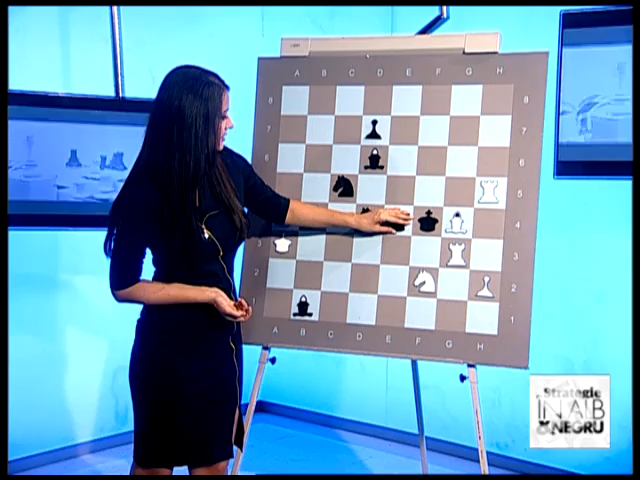 A B C D E F G H
8 8
7 7
6 6
5 5
4 4
3 3
2 2
1 1
A B C D E F G H
Strategie
ÎN ALB
&NEGRU